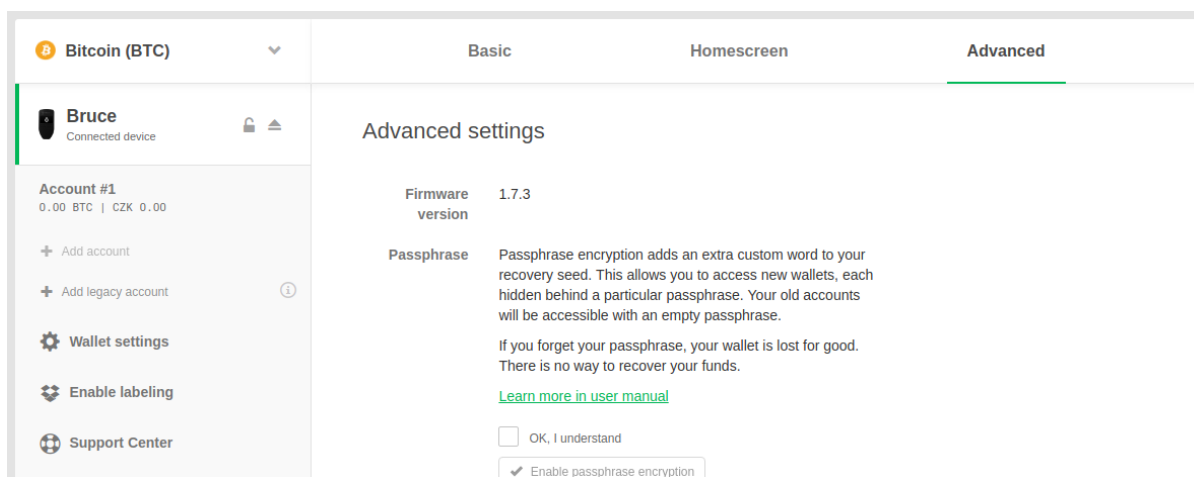 Bitcoin (BTC)
Basic
Homescreen
Advanced
Bruce
Connected device
Account #1
0.00 BTC | CZK 0.00
Add account
Add legacy account
Wallet settings
Enable labeling
Support Center
Advanced settings
Firmware
version
1.7.3
Passphrase
Passphrase encryption adds an extra custom word to your
recovery seed. This allows you to access new wallets, each
hidden behind a particular passphrase. Your old accounts
will be accessible with an empty passphrase.
If you forget your passphrase, your wallet is lost for good.
There is no way to recover your funds.
Learn more in user manual
OK, I understand
Enable passphrase encryption